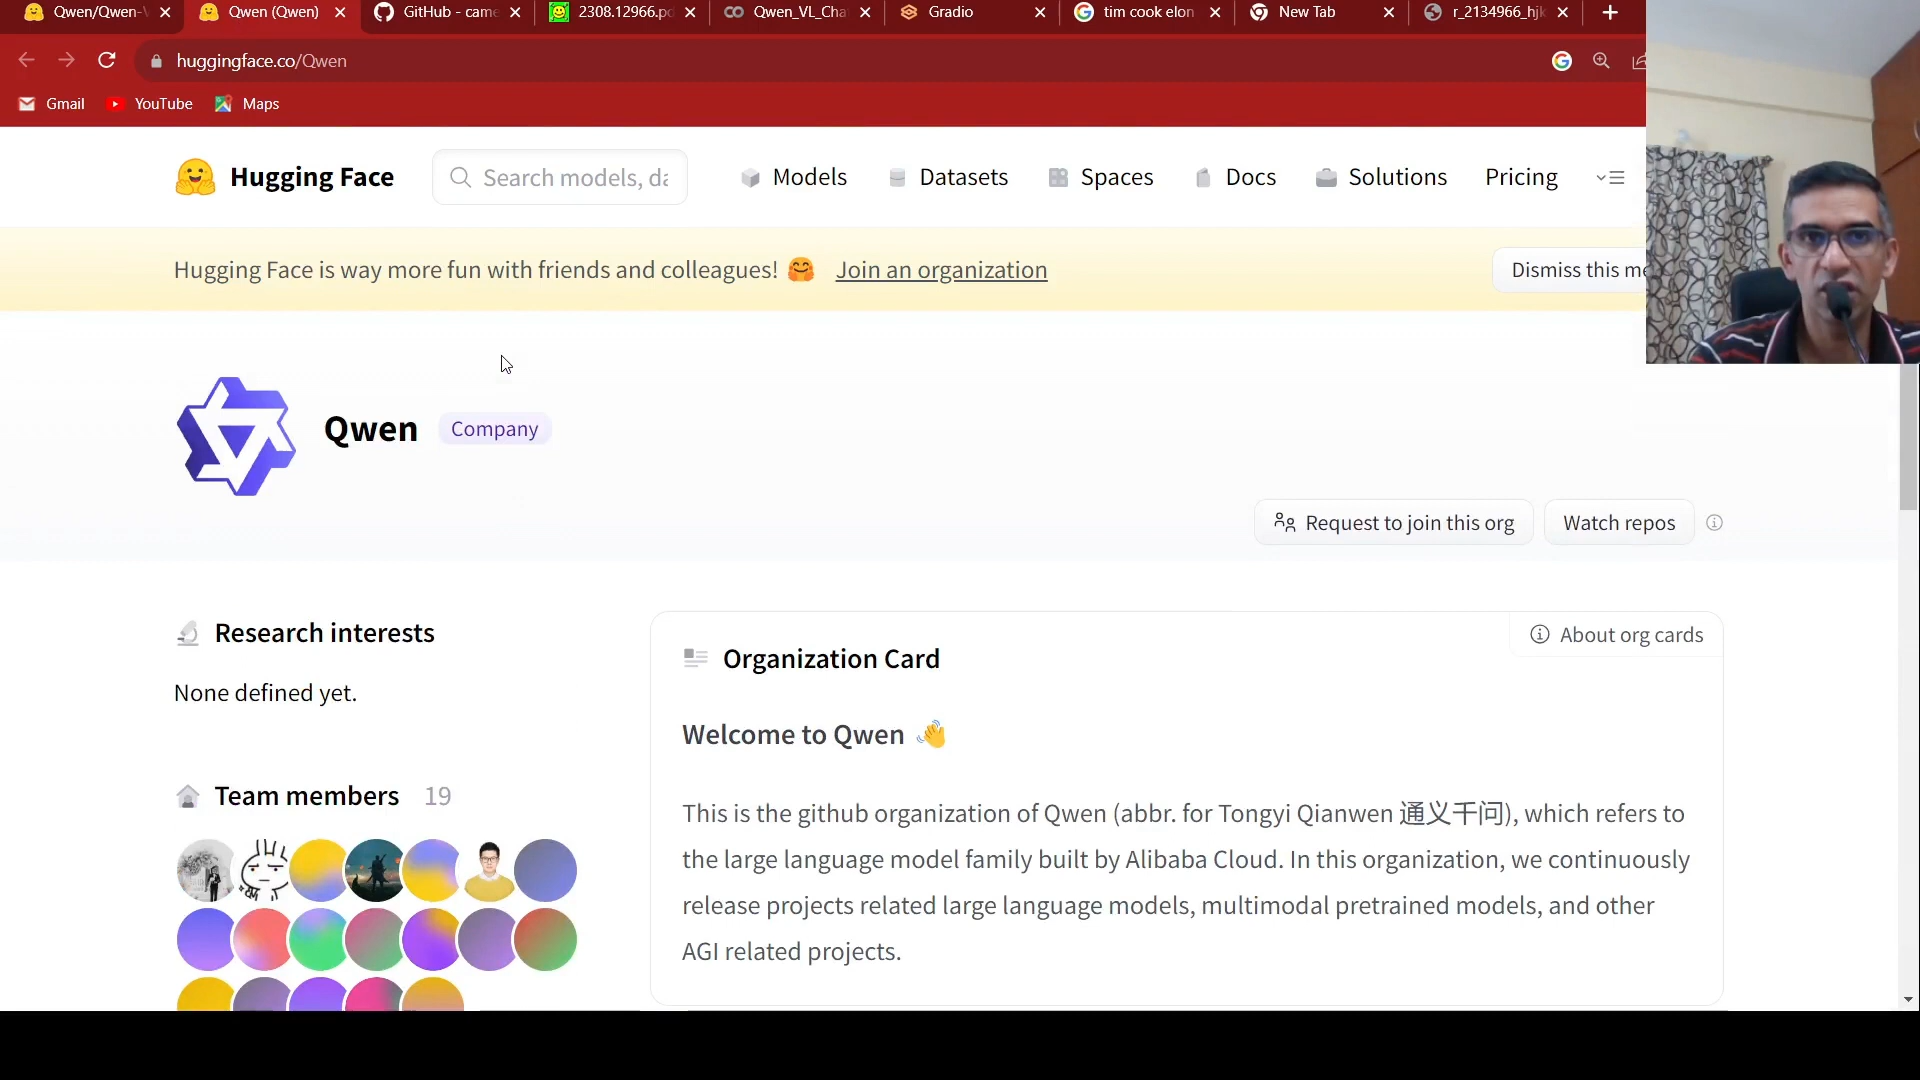 Qwen/Qwen-V
Qwen (Qwen)
GitHub - came
2308.12966.pd
Qwen_VL_Cha
Gradio
tim cook elon
New Tab
r_2134966_hjk
huggingface.co/Qwen
Gmail
YouTube
Maps
Hugging Face
Search models, da
Models
Datasets
Spaces
Docs
Solutions
Pricing
Hugging Face is way more fun with friends and colleagues! 🤗 Join an organization
Dismiss this me
Qwen
Company
Request to join this org
Watch repos
Research interests
None defined yet.
Team members 19
About org cards
Organization Card
Welcome to Qwen 👋
This is the github organization of Qwen (abbr. for Tongyi Qianwen 通义千问), which refers to
the large language model family built by Alibaba Cloud. In this organization, we continuously
release projects related large language models, multimodal pretrained models, and other
AGI related projects.